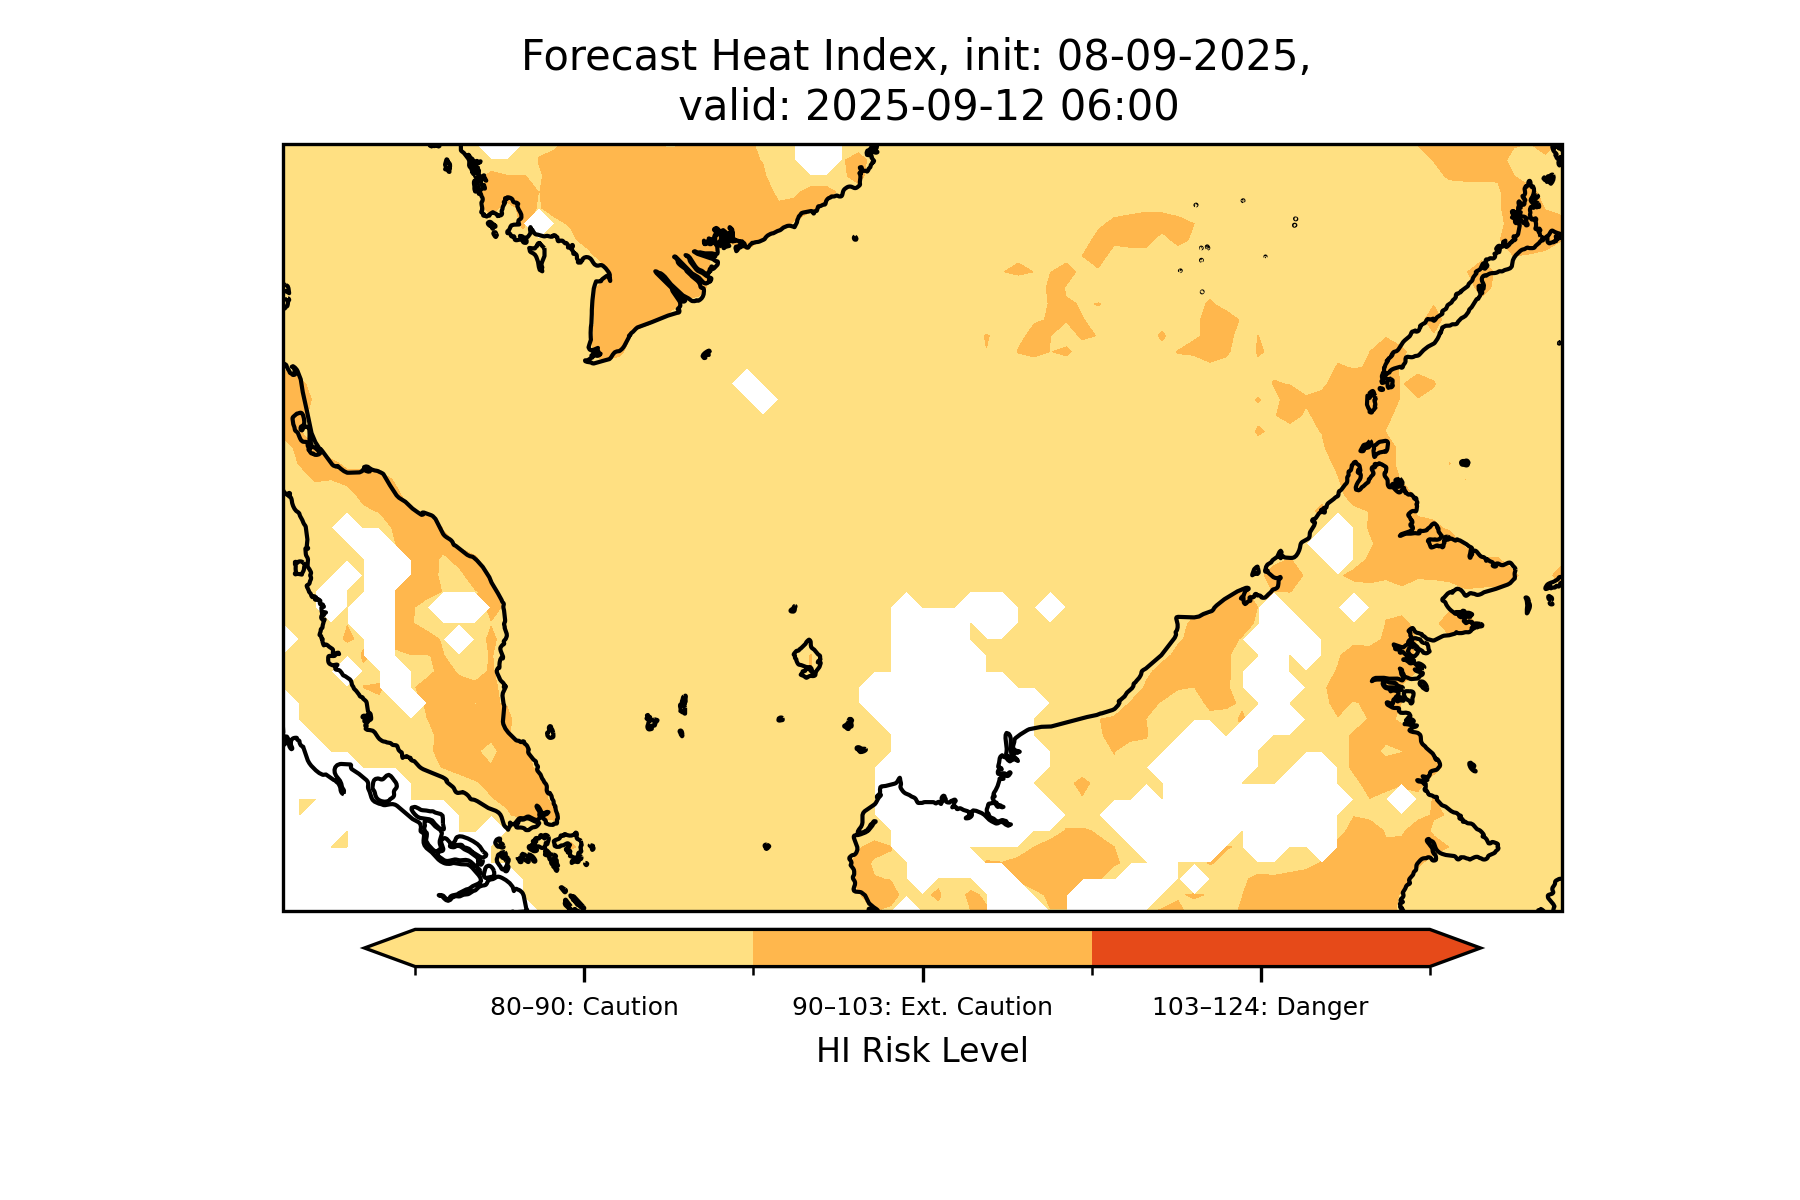 Forecast Heat Index, init: 08-09-2025,
valid: 2025-09-12 06:00
80–90: Caution
90–103: Ext. Caution
103–124: Danger
HI Risk Level